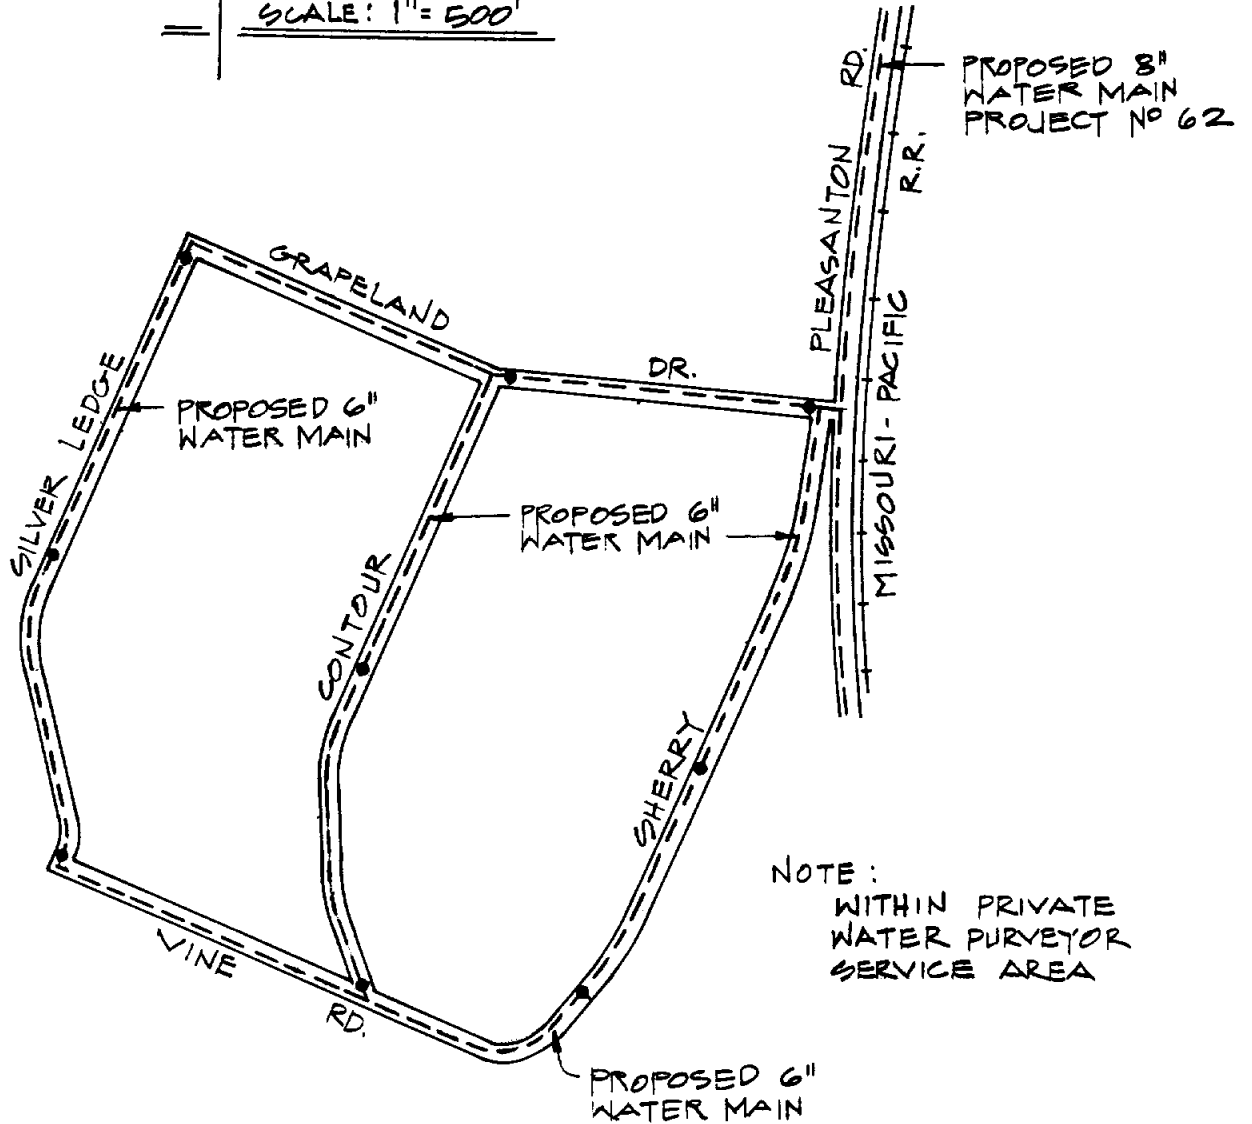 SCALE: 1"= 500'
PROPOSED 8"
WATER MAIN
PROJECT Nº 62
PLEASANTON RD.
MISSOURI-PACIFIC R.R.
GRAPELAND DR.
SILVER LEDGE
PROPOSED 6"
WATER MAIN
PROPOSED 6"
WATER MAIN
CONTOUR
SHERRY
NOTE:
WITHIN PRIVATE
WATER PURVEYOR
SERVICE AREA
VINE RD.
PROPOSED 6"
WATER MAIN